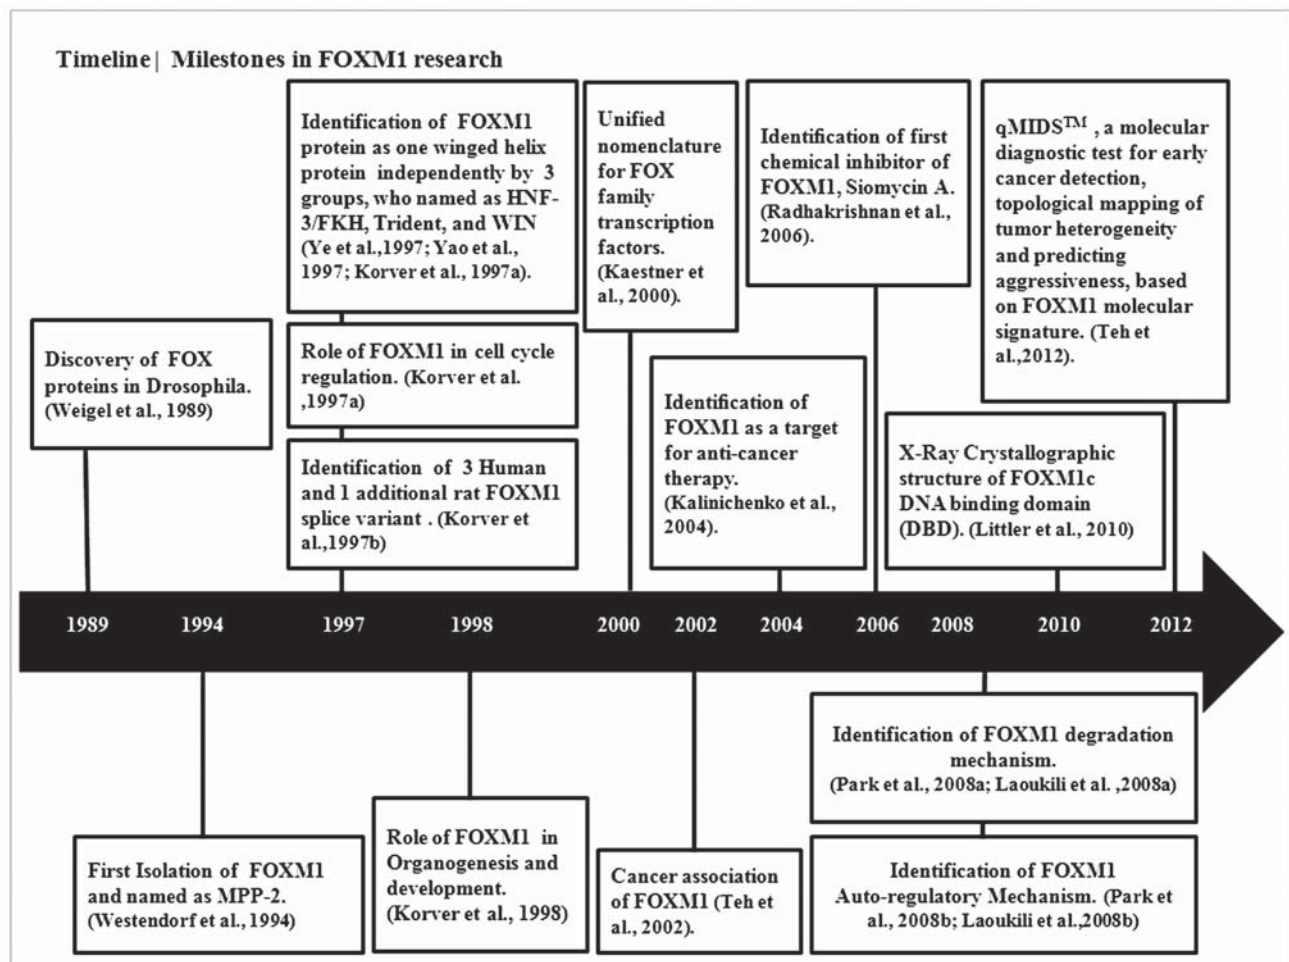 Timeline| Milestones in FOXM1 research
Identification of FOXM1
protein as one winged helix
protein independently by 3
groups, who named as HNF-
3/FKH, Trident, and WIN
(Ye et al.,1997; Yao et al.,
1997; Korver et al., 1997a).
Unified
nomenclature
for FOX
family
transcription
factors.
(Kaestner et
al., 2000).
Identification of first
chemical inhibitor of
FOXM1, Siomycin A.
(Radhakrishnan et al.,
2006).
qMIDS™ , a molecular
diagnostic test for early
cancer detection,
topological mapping of
tumor heterogeneity
and predicting
aggressiveness, based
on FOXM1 molecular
signature. (Teh et
al.,2012).
Discovery of FOX
proteins in Drosophila.
(Weigel et al., 1989)
Role of FOXM1 in cell cycle
regulation. (Korver et al.
,1997a)
Identification of 3 Human
and 1 additional rat FOXM1
splice variant . (Korver et
al.,1997b)
Identification of
FOXM1 as a target
for anti-cancer
therapy.
(Kalinichenko et al.,
2004).
X-Ray Crystallographic
structure of FOXM1c
DNA binding domain
(DBD). (Littler et al., 2010)
1989 1994 1997 1998 2000 2002 2004 2006 2008 2010 2012
First Isolation of FOXM1
and named as MPP-2.
(Westendorf et al., 1994)
Role of FOXM1 in
Organogenesis and
development.
(Korver et al., 1998)
Cancer association
of FOXM1 (Teh et
al., 2002).
Identification of FOXM1 degradation
mechanism.
(Park et al., 2008a; Laoukili et al. ,2008a)
Identification of FOXM1
Auto-regulatory Mechanism. (Park et
al., 2008b; Laoukili et al.,2008b)